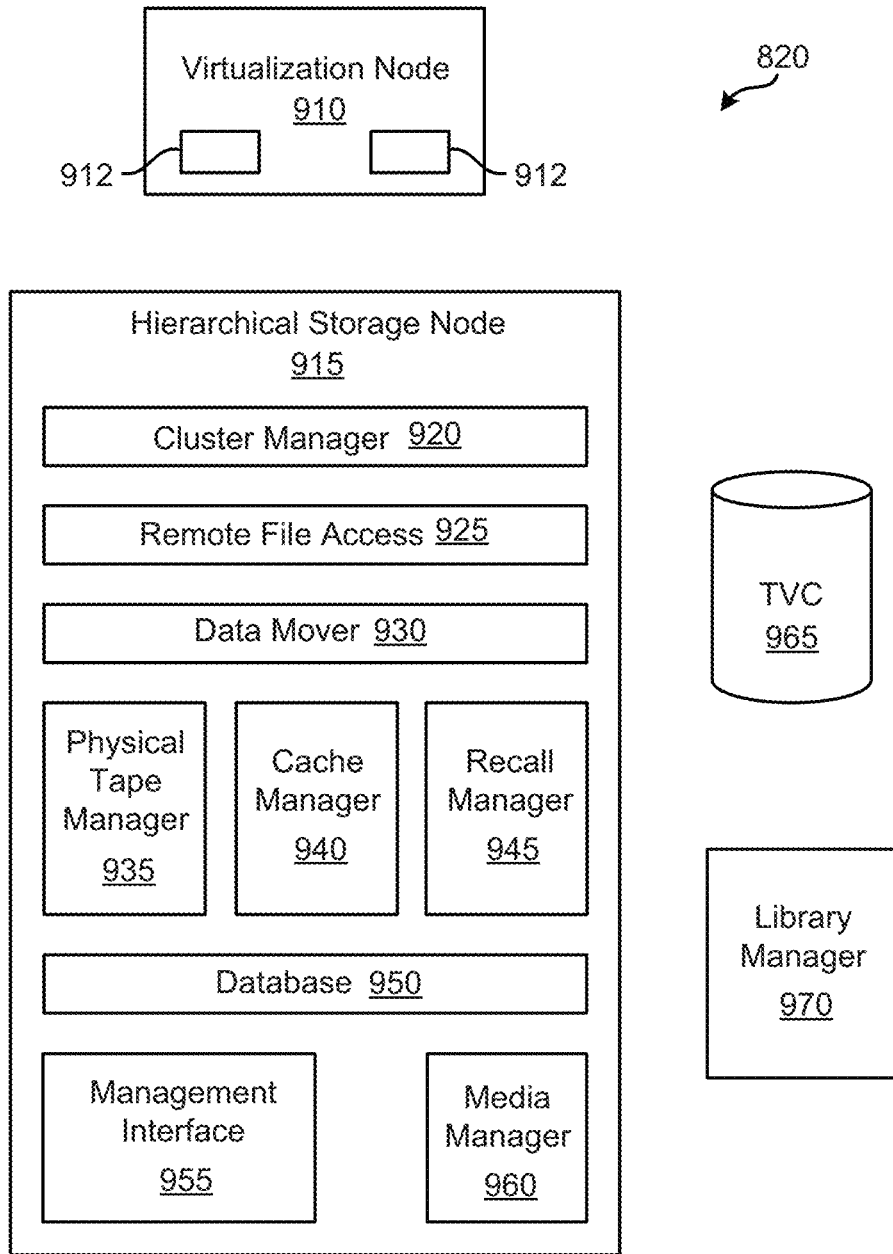 Virtualization Node
910
820
912
912
Hierarchical Storage Node
915
Cluster Manager 920
Remote File Access 925
Data Mover 930
Physical
Tape
Manager
935
Cache
Manager
940
Recall
Manager
945
TVC
965
Database 950
Library
Manager
970
Management
Interface
955
Media
Manager
960